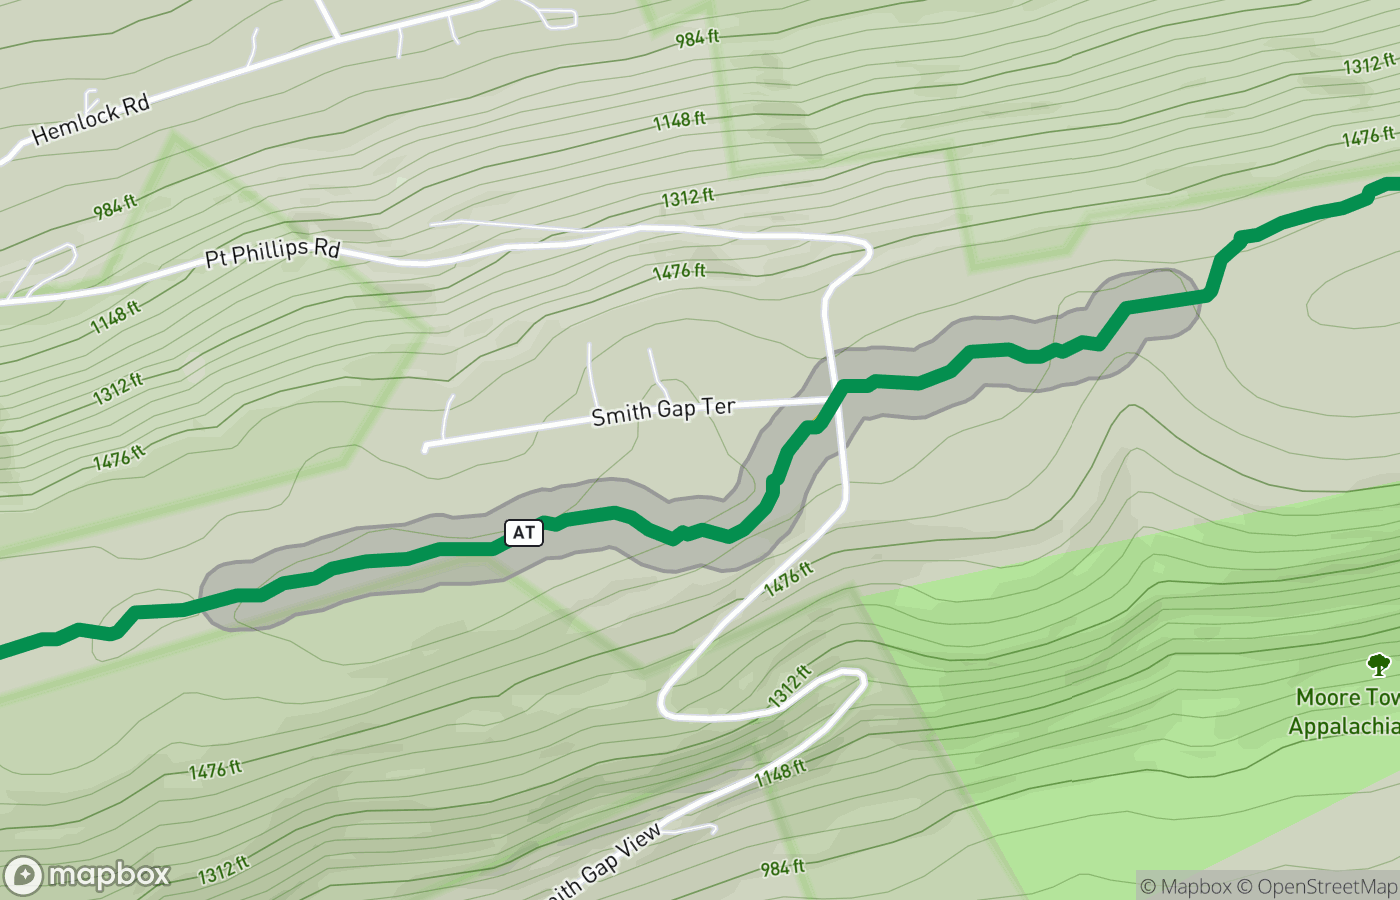 984 ft
1312 ft
Hemlock Rd
1148 ft
1476 ft
984 ft
1312 ft
Pt Phillips Rd
1476 ft
1148 ft
1312 ft
Smith Gap Ter
1476 ft
AT
1476 ft
1312 ft
Moore Tow
Appalachia
1476 ft
1148 ft
mith Gap View
1312 ft
984 ft
mapbox
© Mapbox © OpenStreetMap